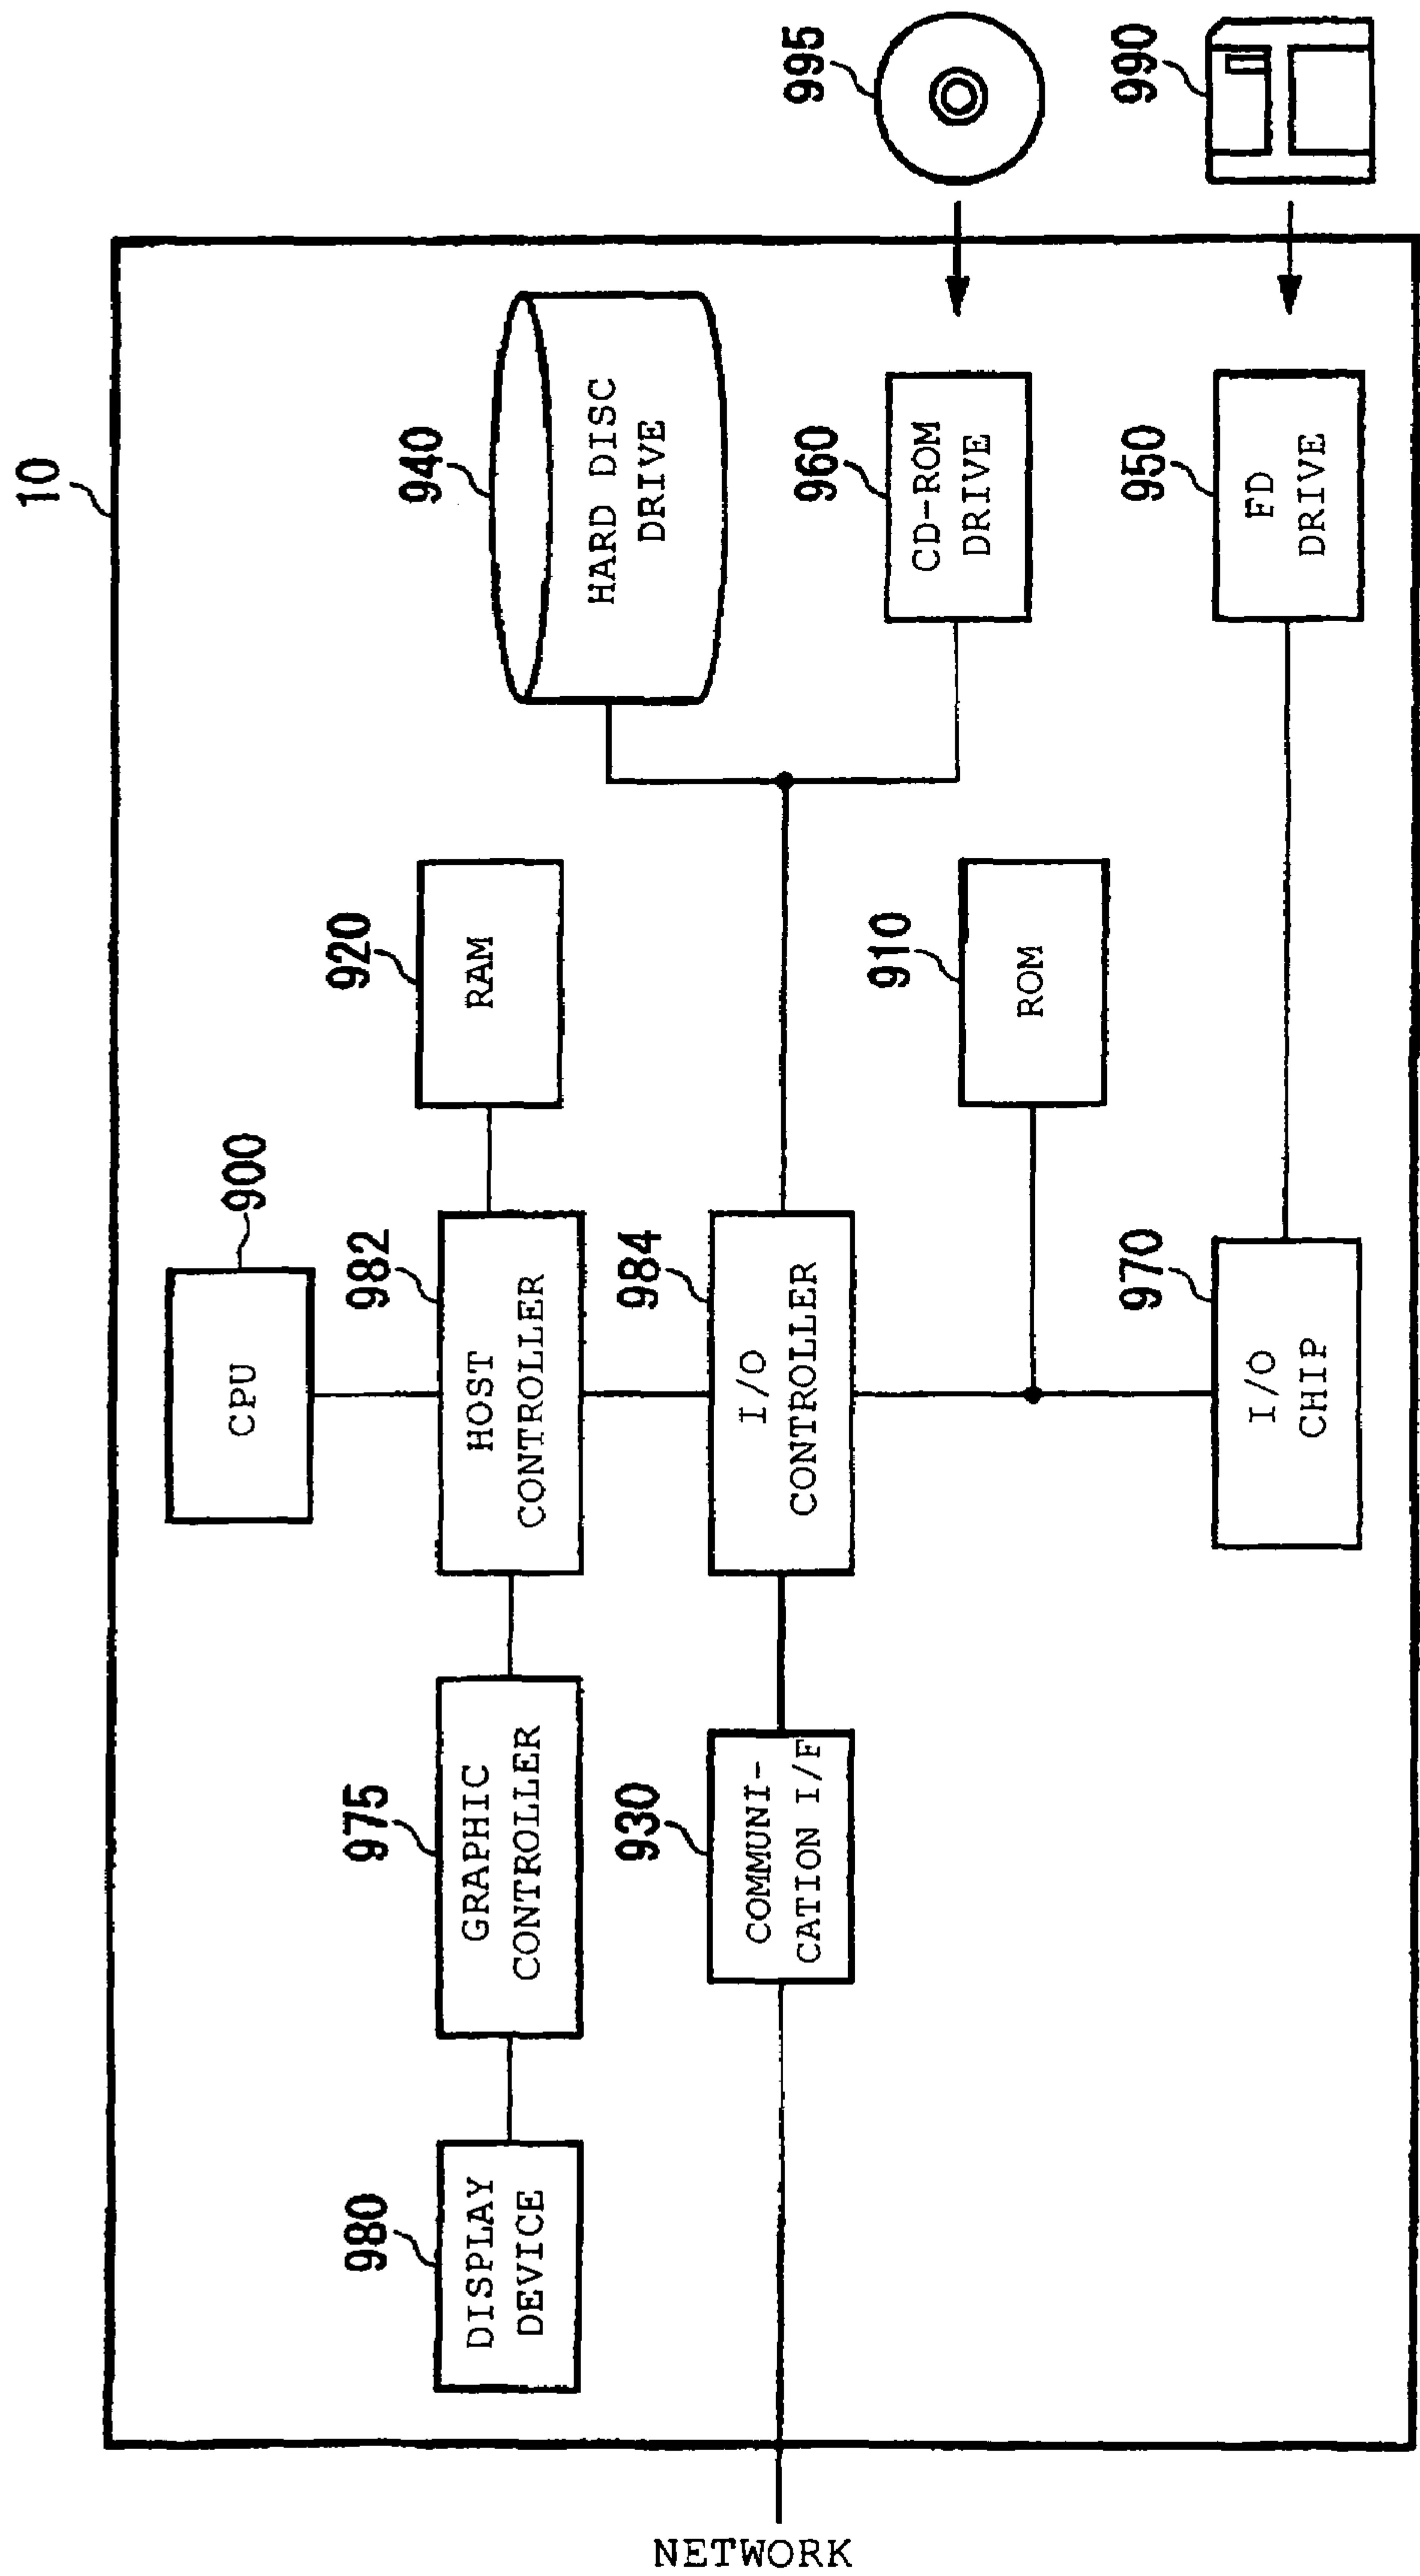 10
CPU
900
DISPLAY
DEVICE
980
GRAPHIC
CONTROLLER
975
HOST
CONTROLLER
982
RAM
920
HARD DISC
DRIVE
940
NETWORK
COMMUNI-
CATION I/F
930
I/O
CONTROLLER
984
ROM
910
CD-ROM
DRIVE
960
995
I/O
CHIP
970
FD
DRIVE
950
990